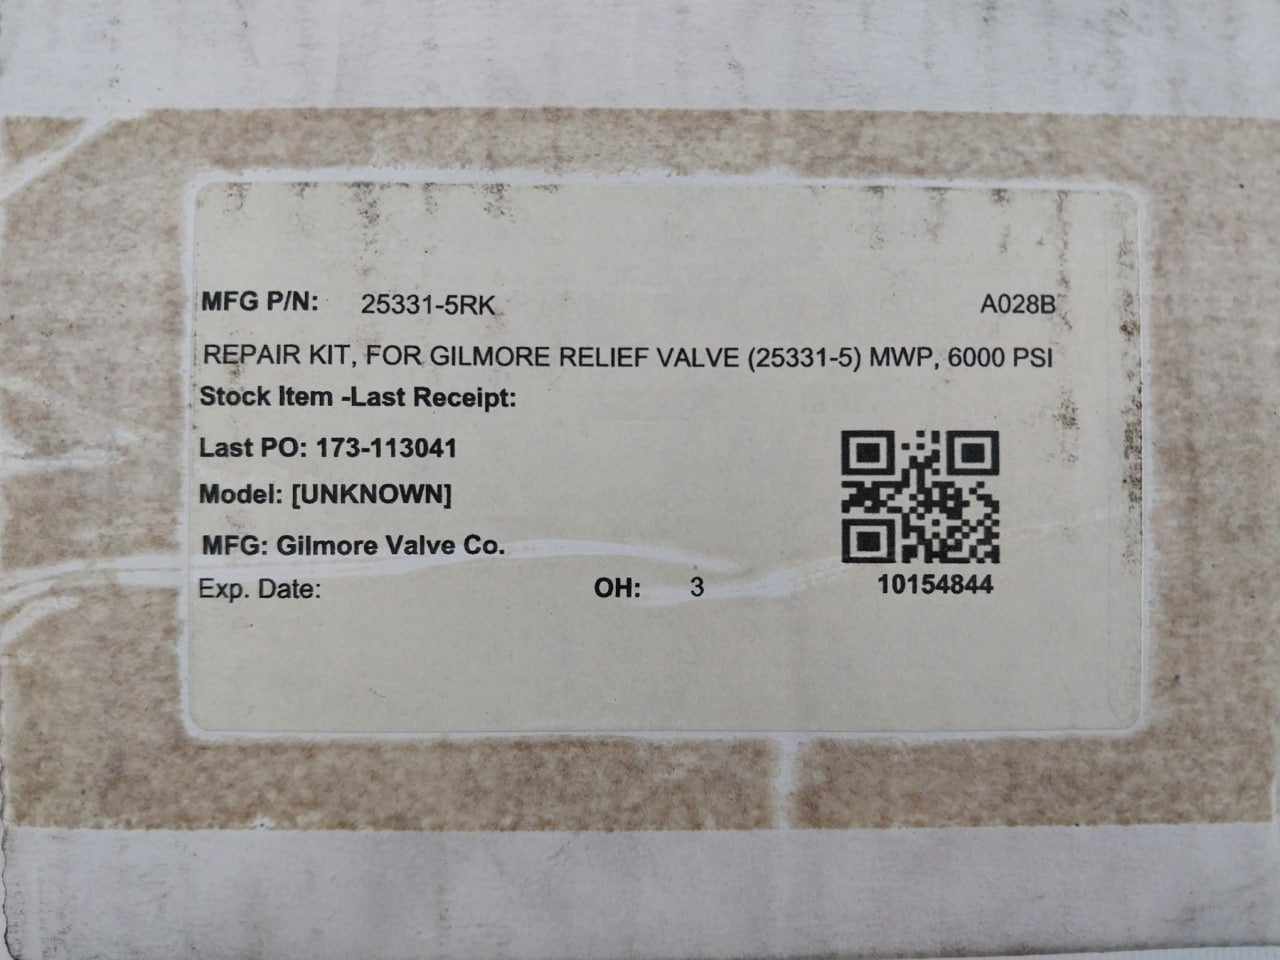 MFG P/N: 25331-5RK A028B
REPAIR KIT, FOR GILMORE RELIEF VALVE (25331-5) MWP, 6000 PSI
Stock Item -Last Receipt:
Last PO: 173-113041
Model: [UNKNOWN]
MFG: Gilmore Valve Co.
Exp. Date: OH: 3
10154844